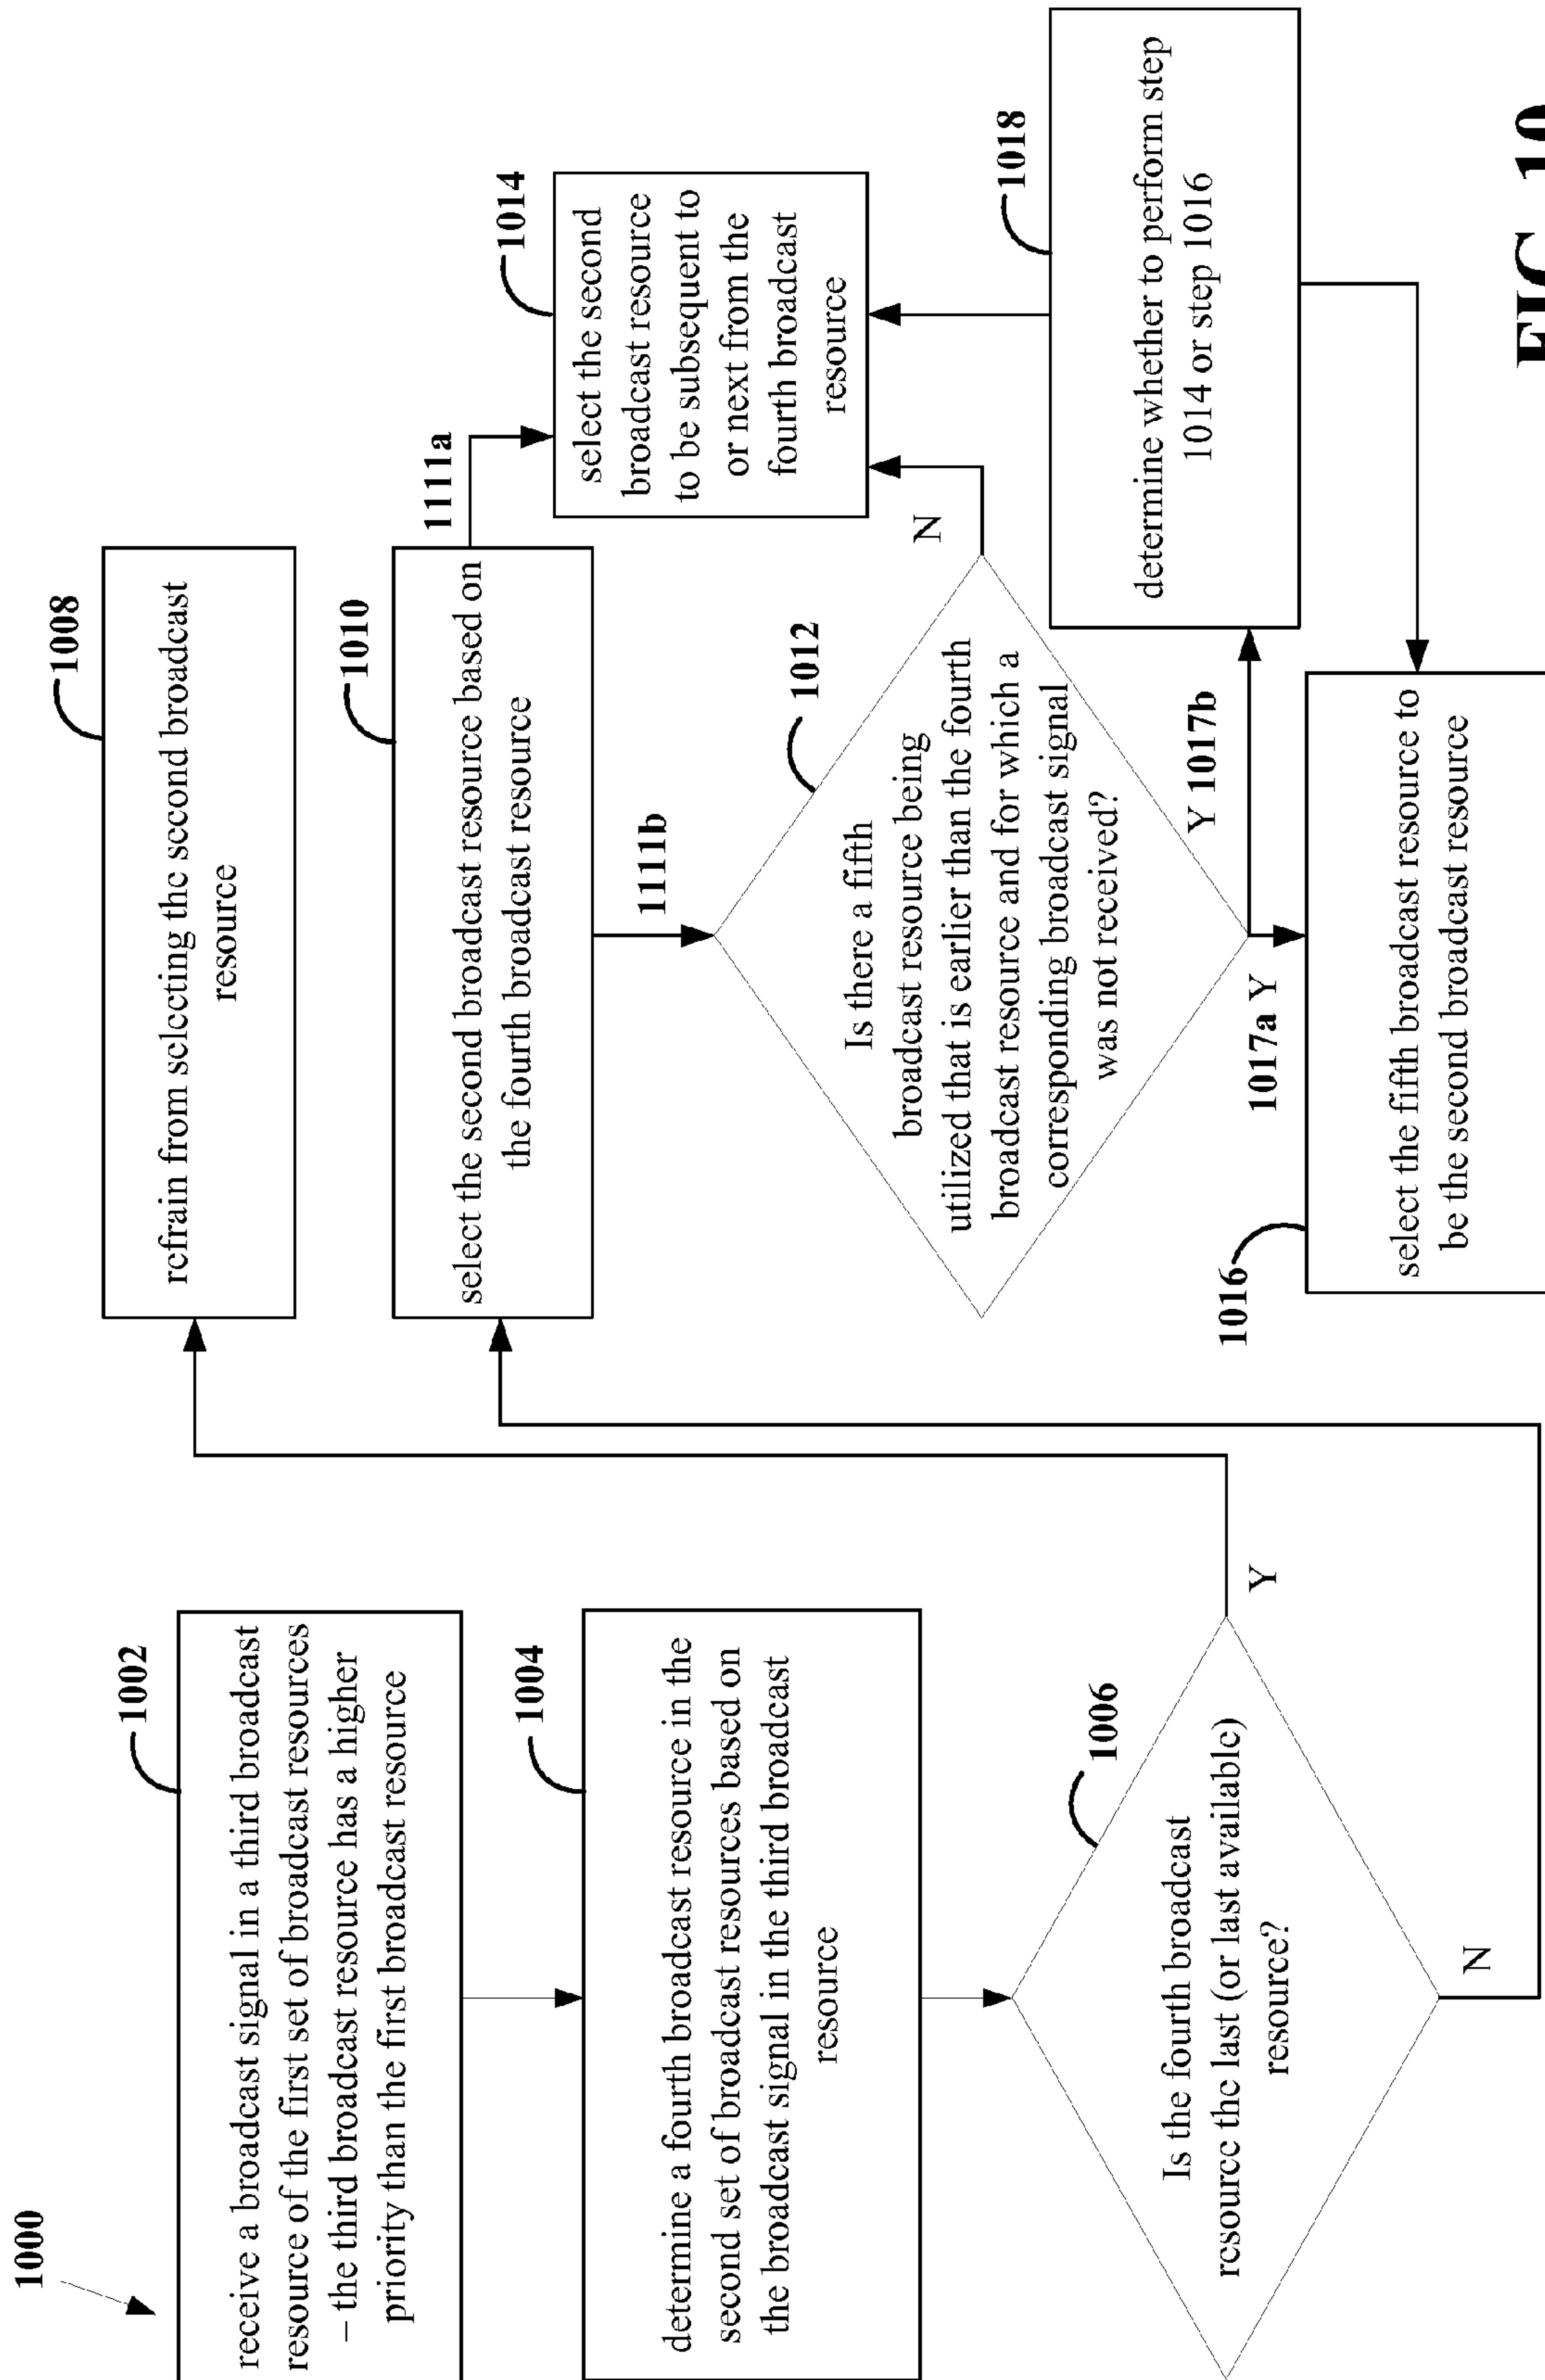 1000
1002
receive a broadcast signal in a third broadcast
resource of the first set of broadcast resources
– the third broadcast resource has a higher
priority than the first broadcast resource
1004
determine a fourth broadcast resource in the
second set of broadcast resources based on
the broadcast signal in the third broadcast
resource
1006
Is the fourth broadcast
resource the last (or last available)
resource?
Y
N
1008
refrain from selecting the second broadcast
resource
1010
select the second broadcast resource based on
the fourth broadcast resource
1111a
1111b
1012
Is there a fifth
broadcast resource being
utilized that is earlier than the fourth
broadcast resource and for which a
corresponding broadcast signal
was not received?
N
1014
select the second
broadcast resource
to be subsequent to
or next from the
fourth broadcast
resource
1017a Y
Y 1017b
1016
select the fifth broadcast resource to
be the second broadcast resource
1018
determine whether to perform step
1014 or step 1016
FIG. 10